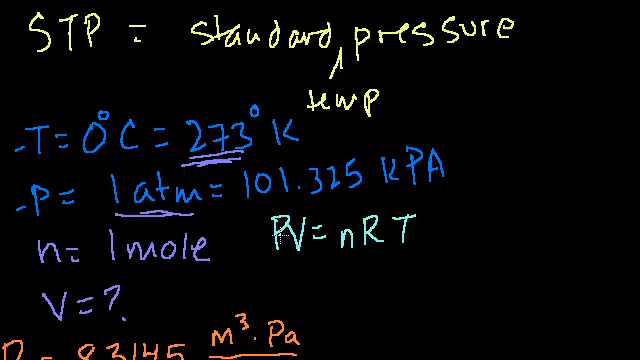 STP = standard pressure
temp
-T = 0°C = 273°K
-P = 1 atm = 101.325 KPA
n = 1 mole
PV = nRT
V = ?
m³·Pa